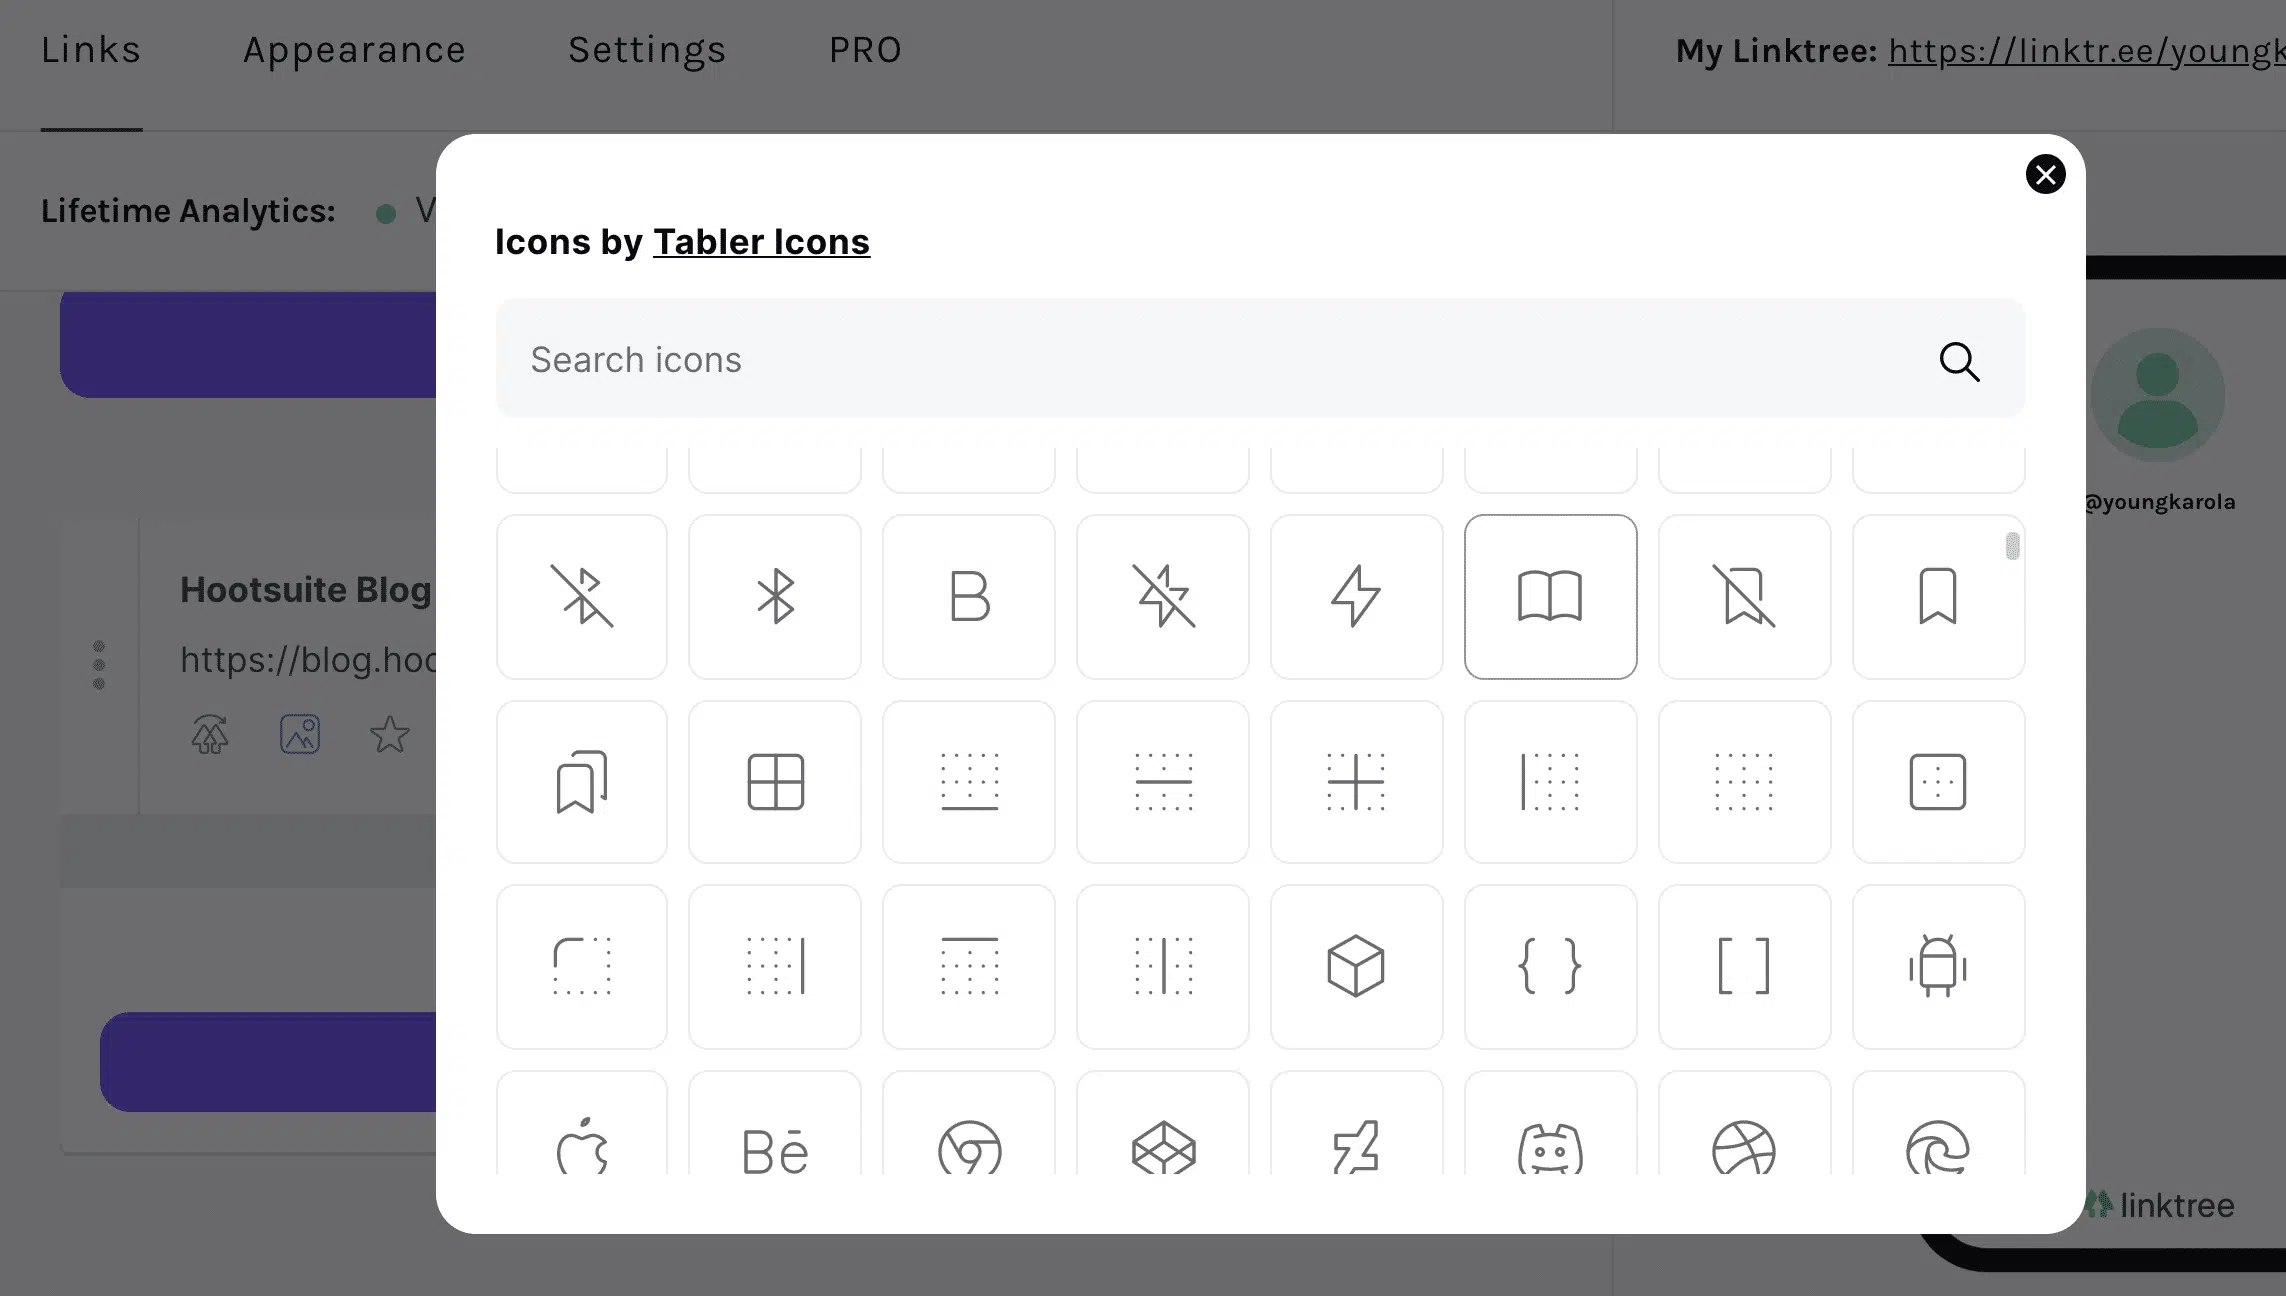 Links Appearance Settings PRO
My Linktree: https://linktr.ee/youngk
Lifetime Analytics:
Icons by Tabler Icons
Search icons
@youngkarola
Hootsuite Blog
https://blog.hoo
linktree